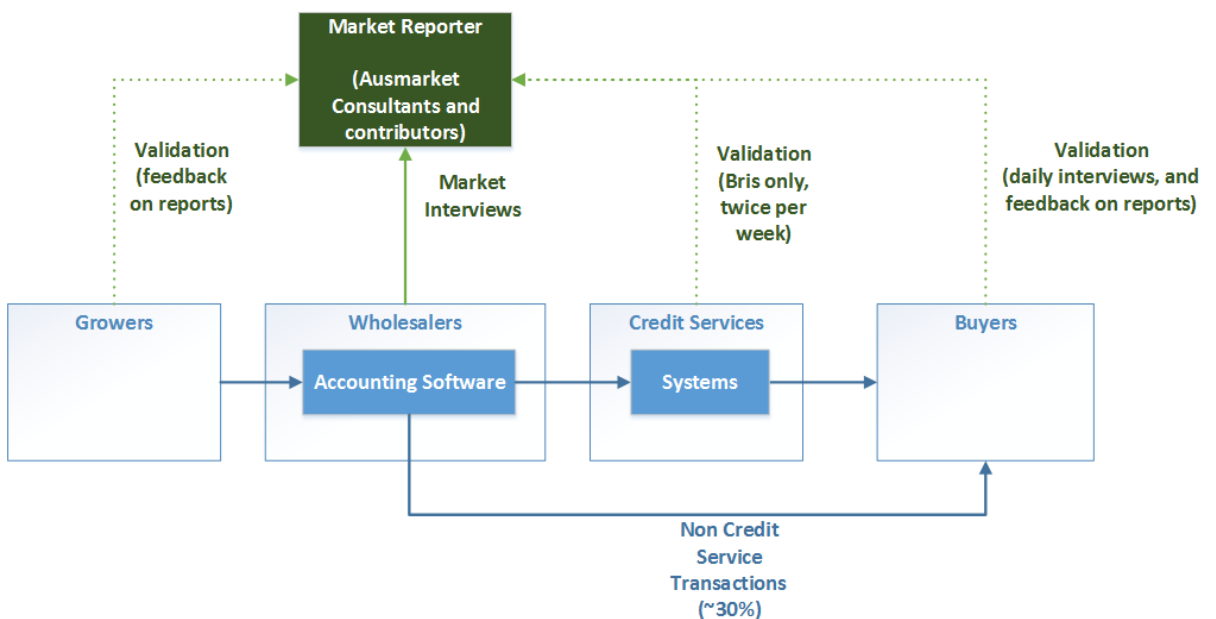 Market Reporter
(Ausmarket
Consultants and
contributors)
Validation
(feedback
on reports)
Market
Interviews
Validation
(Bris only,
twice per
week)
Validation
(daily interviews, and
feedback on reports)
Growers
Wholesalers
Credit Services
Buyers
Accounting Software
Systems
Non Credit
Service
Transactions
(~30%)